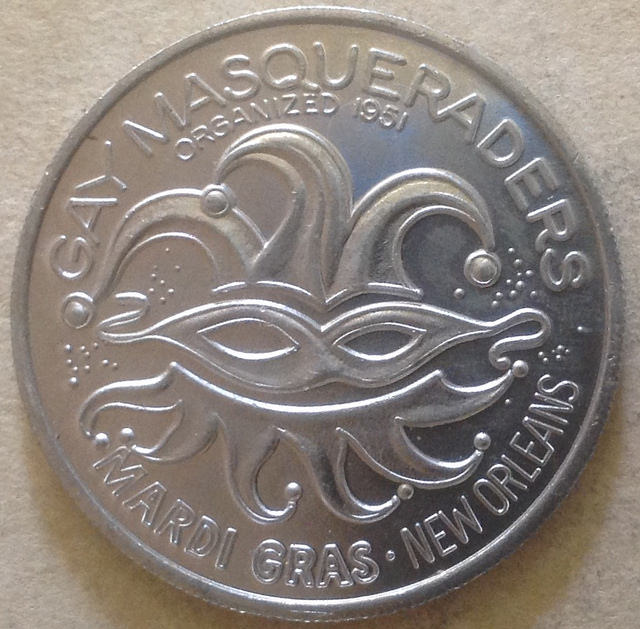 GAY MASQUERADERS
ORGANIZED 1951
MARDI GRAS · NEW ORLEANS